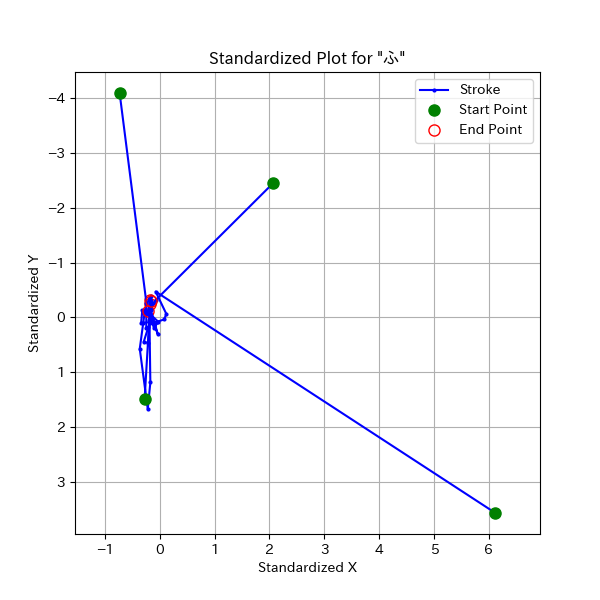 Standardized Plot for "ふ"
Stroke
Start Point
End Point
Standardized Y
−4
−3
−2
−1
0
1
2
3
−1 0 1 2 3 4 5 6
Standardized X